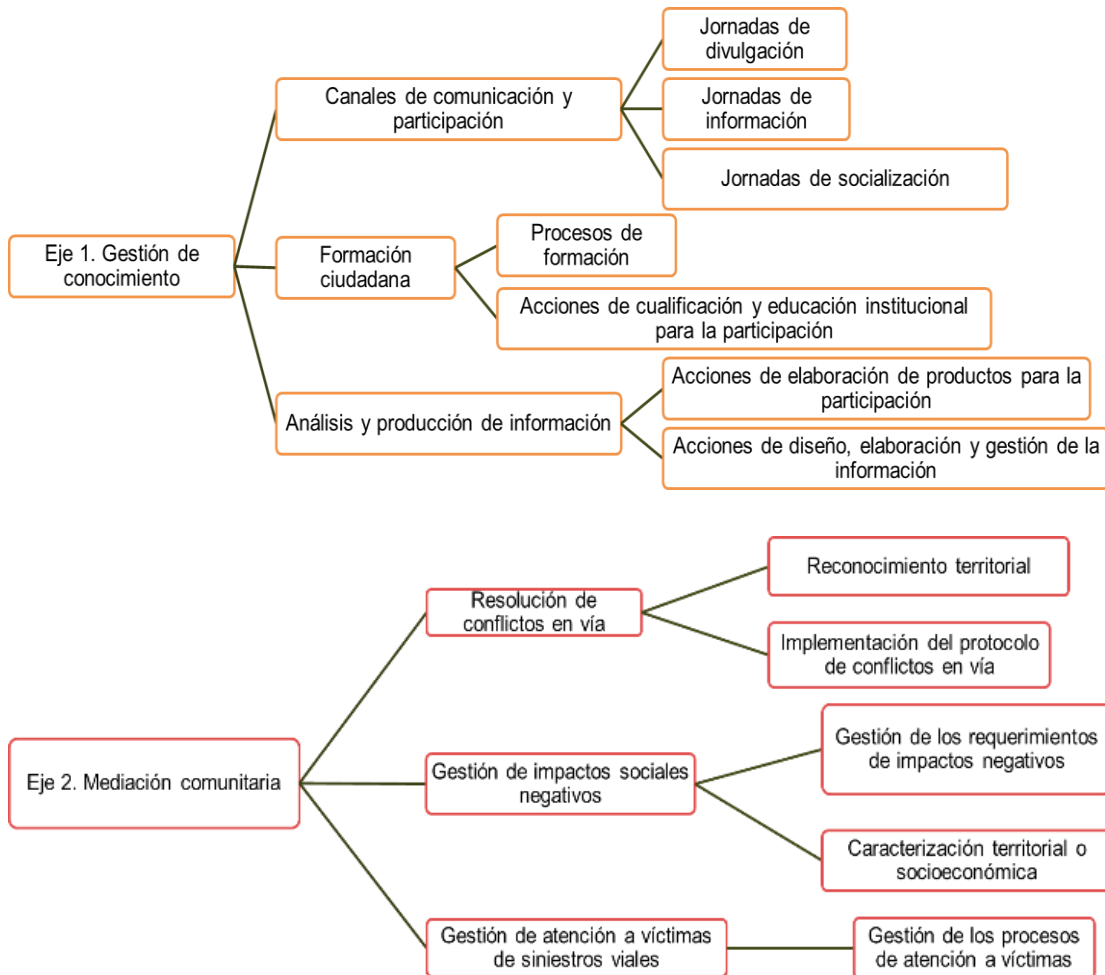 Eje 1. Gestión de
conocimiento
Canales de comunicación y
participación
Jornadas de
divulgación
Jornadas de
información
Jornadas de socialización
Formación
ciudadana
Procesos de
formación
Acciones de cualificación y educación institucional
para la participación
Análisis y producción de información
Acciones de elaboración de productos para la
participación
Acciones de diseño, elaboración y gestión de la
información
Eje 2. Mediación comunitaria
Resolución de
conflictos en vía
Reconocimiento territorial
Implementación del protocolo
de conflictos en vía
Gestión de impactos sociales
negativos
Gestión de los requerimientos
de impactos negativos
Caracterización territorial o
socioeconómica
Gestión de atención a víctimas
de siniestros viales
Gestión de los procesos
de atención a víctimas